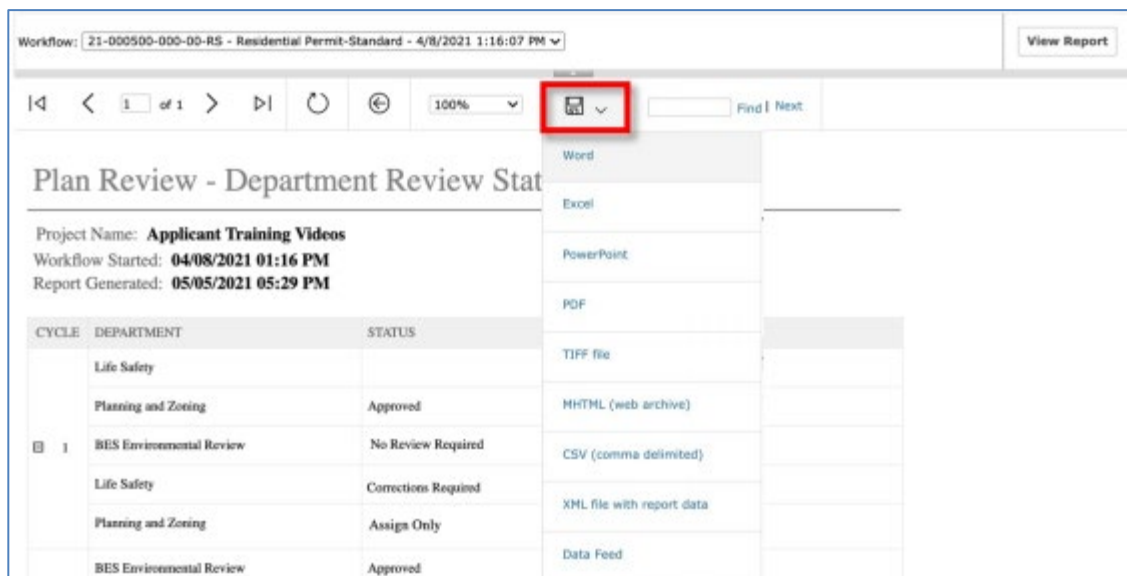 Workflow: 21-000500-000-00-RS - Residential Permit-Standard - 4/8/2021 1:16:07 PM
View Report
1 of 1 100% Find | Next
Word
Excel
PowerPoint
PDF
TIFF file
MHTML (web archive)
CSV (comma delimited)
XML file with report data
Data Feed
Plan Review - Department Review Stat
Project Name: Applicant Training Videos
Workflow Started: 04/08/2021 01:16 PM
Report Generated: 05/05/2021 05:29 PM
CYCLE DEPARTMENT STATUS
Life Safety
Planning and Zoning Approved
1 BES Environmental Review No Review Required
Life Safety Corrections Required
Planning and Zoning Assign Only
BES Environmental Review Approved